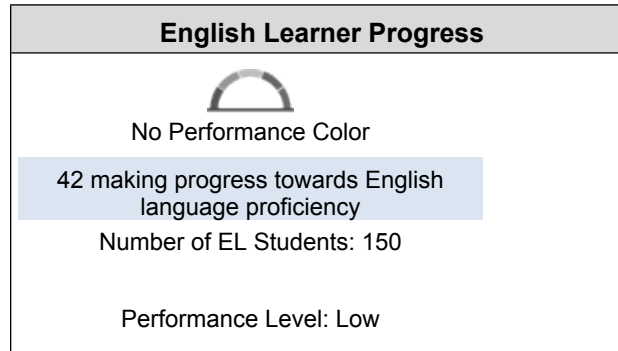 English Learner Progress
No Performance Color
42 making progress towards English
language proficiency
Number of EL Students: 150
Performance Level: Low